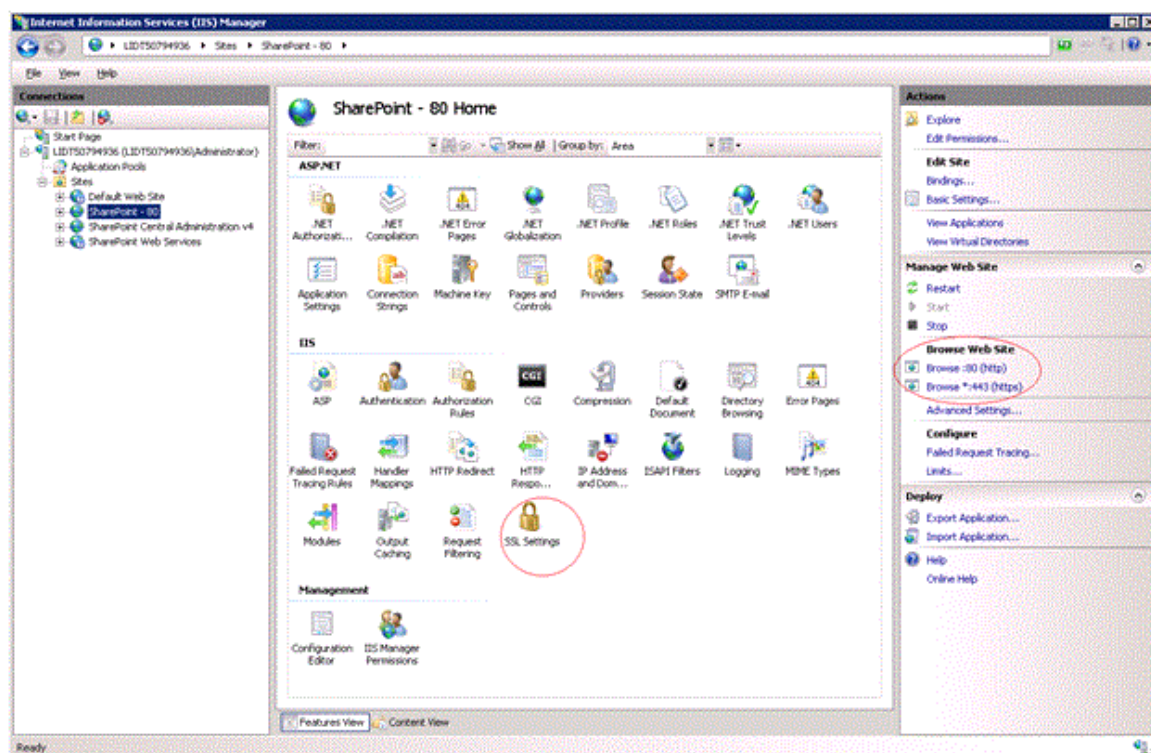 Internet Information Services (IIS) Manager
LIDT50794936 Sites SharePoint - 80
File View Help
Connections
Start Page
LIDT50794936 (LIDT50794936\Administrator)
Application Pools
Sites
Default Web Site
SharePoint - 80
SharePoint Central Administration v4
SharePoint Web Services
SharePoint - 80 Home
Filter: Go Show All Group by: Area
ASP.NET
.NET Authorizati... .NET Compilation .NET Error Pages .NET Globalization .NET Profile .NET Roles .NET Trust Levels .NET Users
Application Settings Connection Strings Machine Key Pages and Controls Providers Session State SMTP E-mail
IIS
ASP Authentication Authorization Rules CGI Compression Default Document Directory Browsing Error Pages
Failed Request Tracing Rules Handler Mappings HTTP Redirect HTTP Respo... IP Address and Dom... ISAPI Filters Logging MIME Types
Modules Output Caching Request Filtering SSL Settings
Management
Configuration Editor IIS Manager Permissions
Features View Content View
Actions
Explore
Edit Permissions...
Edit Site
Bindings...
Basic Settings...
View Applications
View Virtual Directories
Manage Web Site
Restart
Start
Stop
Browse Web Site
Browse :80 (http)
Browse *:443 (https)
Advanced Settings...
Configure
Failed Request Tracing...
Limits...
Deploy
Export Application...
Import Application...
Help
Online Help
Ready